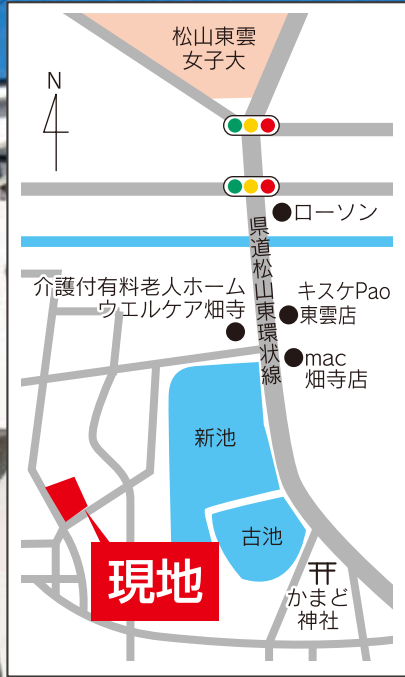 松山東雲
女子大
N
ローソン
県道松山東環状線
介護付有料老人ホーム
ウエルケア畑寺
キスケPao
東雲店
mac
畑寺店
新池
古池
現地
かまど
神社